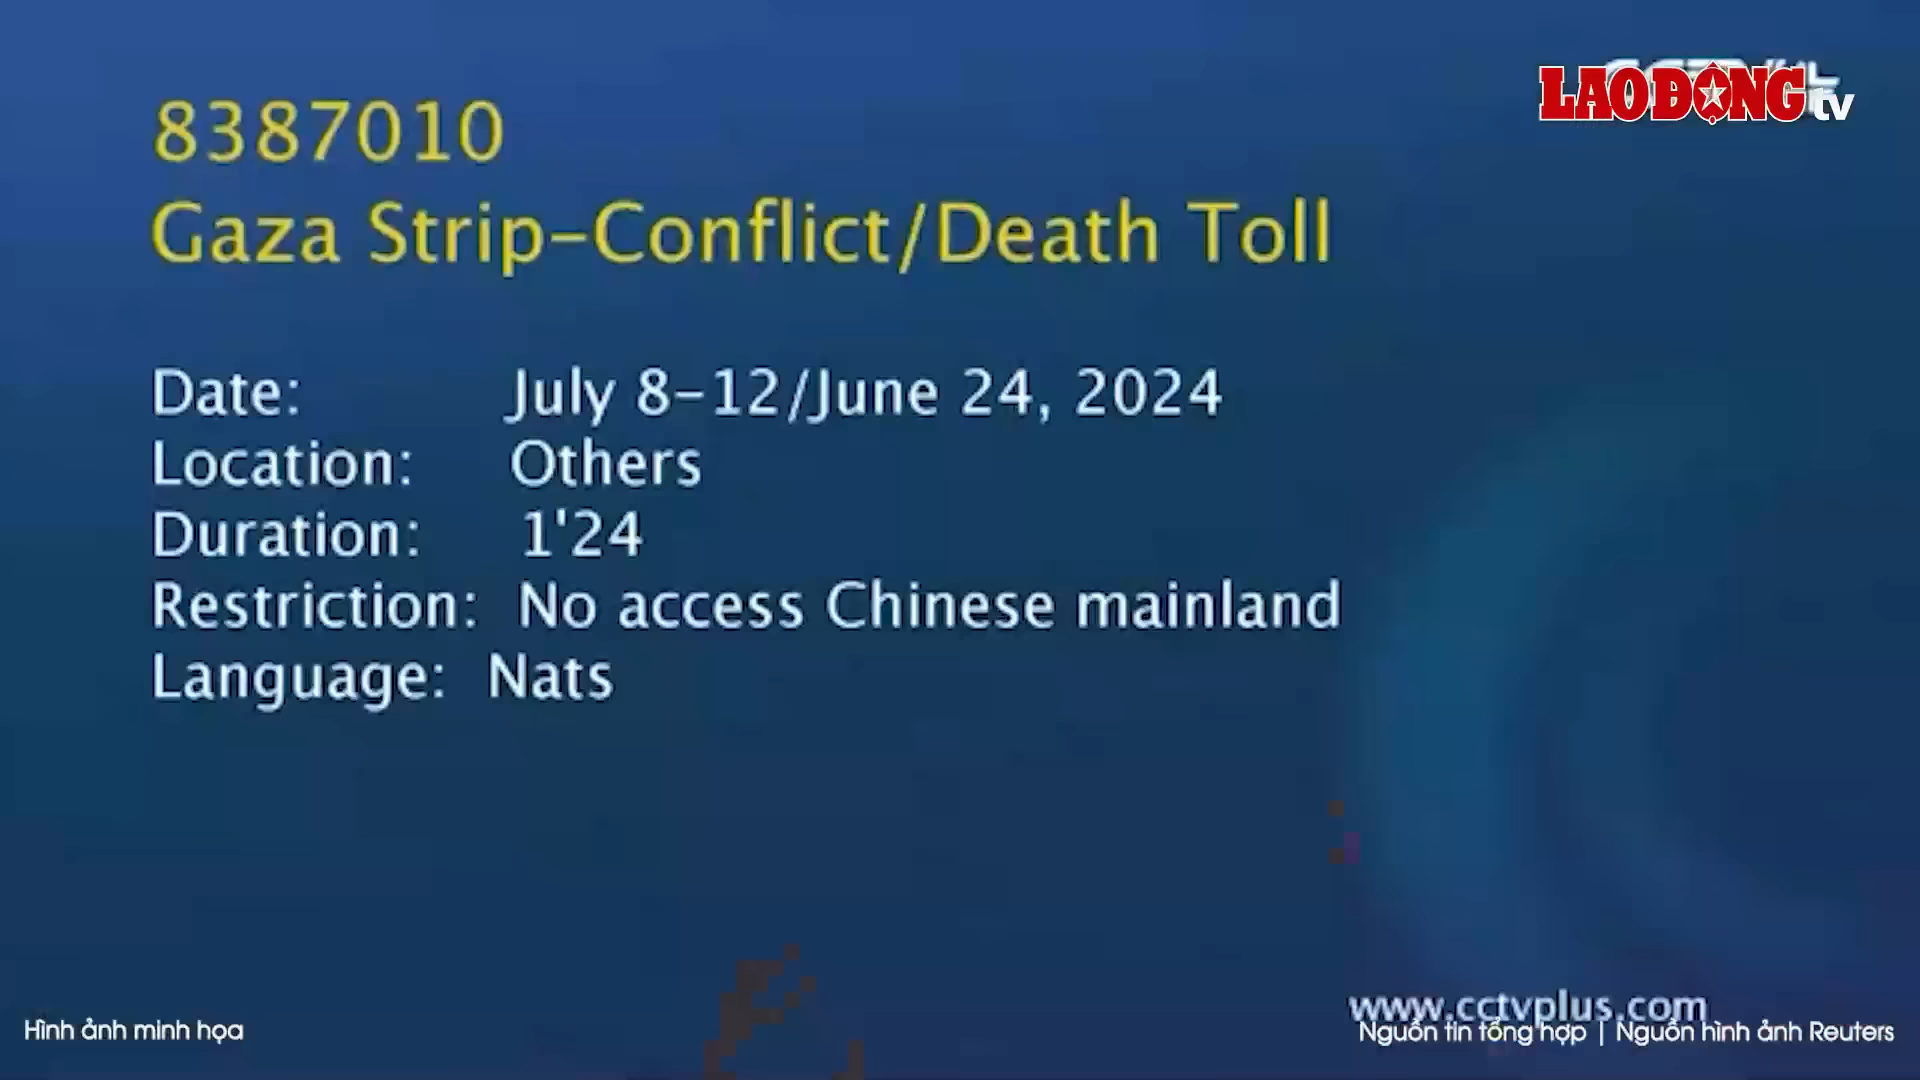 LAO ĐỘNG tv
8387010
Gaza Strip-Conflict/Death Toll
Date: July 8-12/June 24, 2024
Location: Others
Duration: 1'24
Restriction: No access Chinese mainland
Language: Nats
www.cctvplus.com
Hình ảnh minh họa
Nguồn tin tổng hợp | Nguồn hình ảnh Reuters